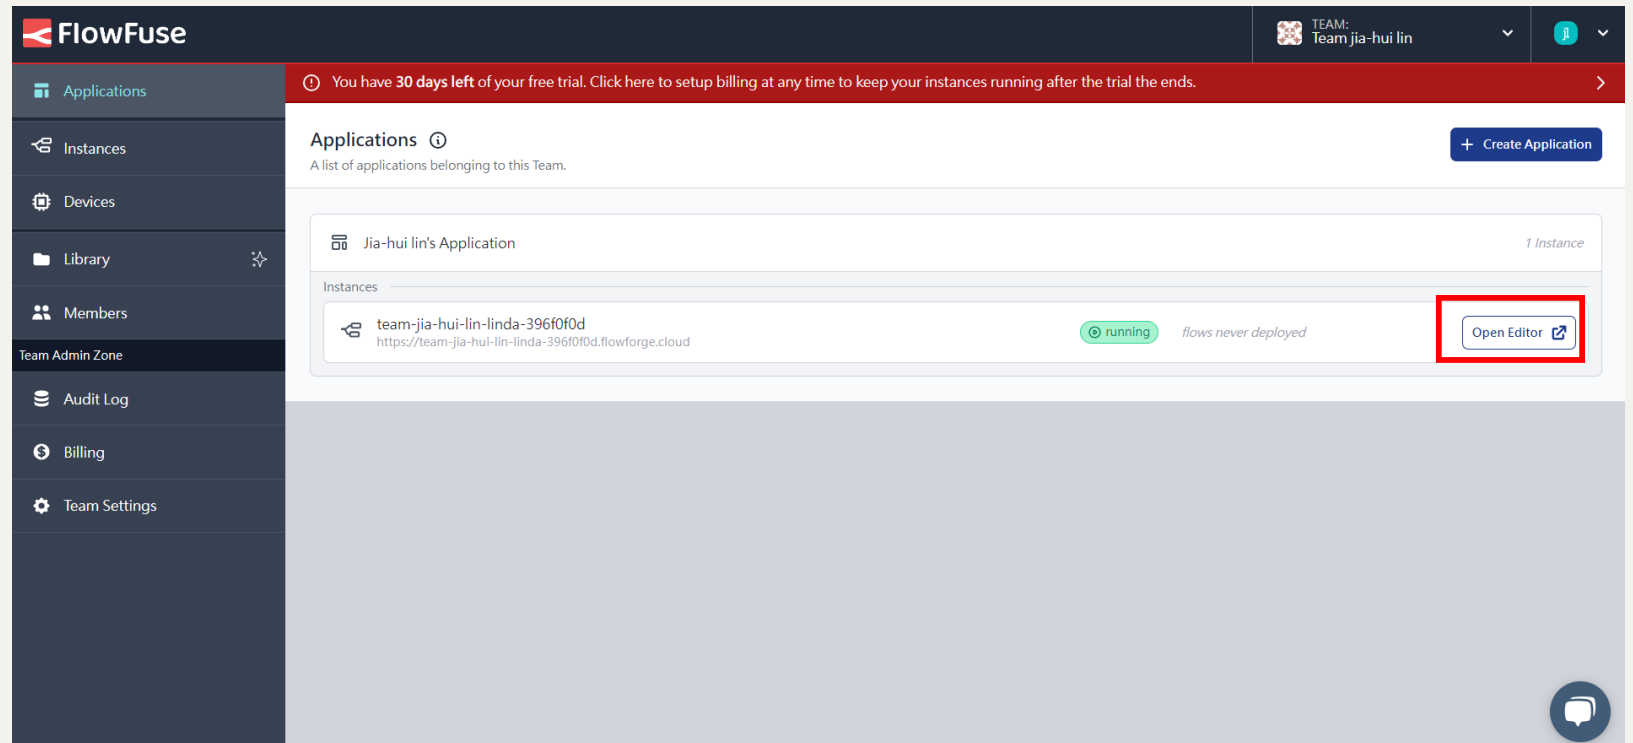 FlowFuse
TEAM:
Team jia-hui lin
jl
Applications
Instances
Devices
Library
Members
Team Admin Zone
Audit Log
Billing
Team Settings
You have 30 days left of your free trial. Click here to setup billing at any time to keep your instances running after the trial the ends.
Applications
A list of applications belonging to this Team.
+ Create Application
Jia-hui lin's Application
1 Instance
Instances
team-jia-hui-lin-linda-396f0f0d
https://team-jia-hui-lin-linda-396f0f0d.flowforge.cloud
running
flows never deployed
Open Editor